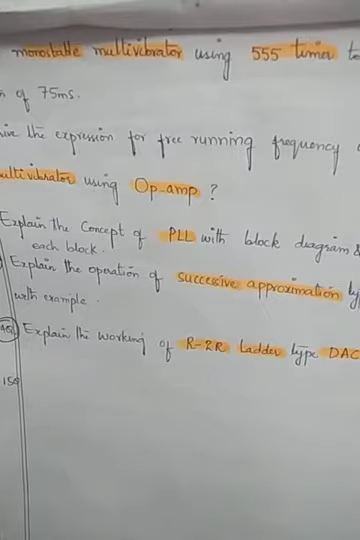 monostable multivibrator using 555 timer to
of 75ms.
the expression for free running frequency
using Op-amp ?
Explain the concept of PLL with block diagram &
each block.
Explain the operation of successive approximation
with example.
Explain the working of R-2R Ladder type DAC